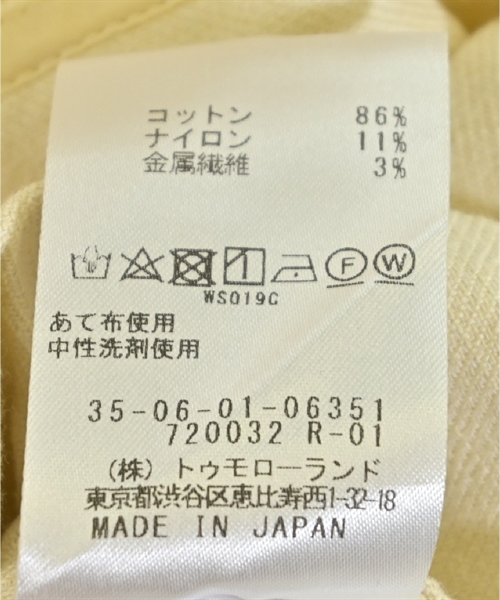 コットン 86%
ナイロン 11%
金属繊維 3%
F W
WS019C
あて布使用
中性洗剤使用
35-06-01-06351
720032 R-01
(株)トゥモローランド
東京都渋谷区恵比寿西1-32-18
MADE IN JAPAN